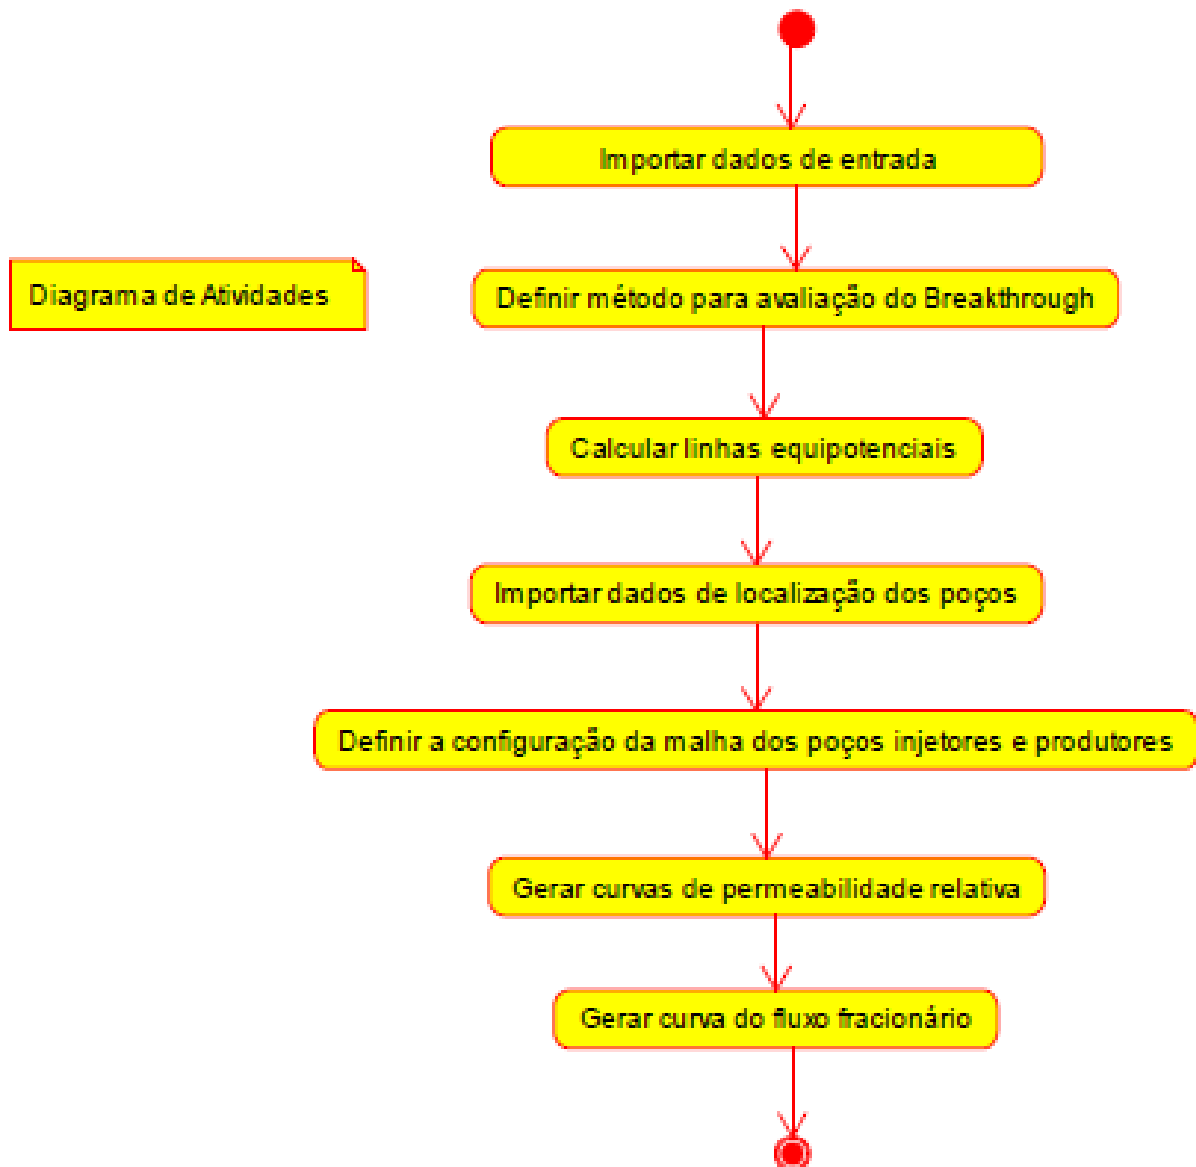 Importar dados de entrada
Diagrama de Atividades
Definir método para avaliação do Breakthrough
Calcular linhas equipotenciais
Importar dados de localização dos poços
Definir a configuração da malha dos poços injetores e produtores
Gerar curvas de permeabilidade relativa
Gerar curva do fluxo fracionário